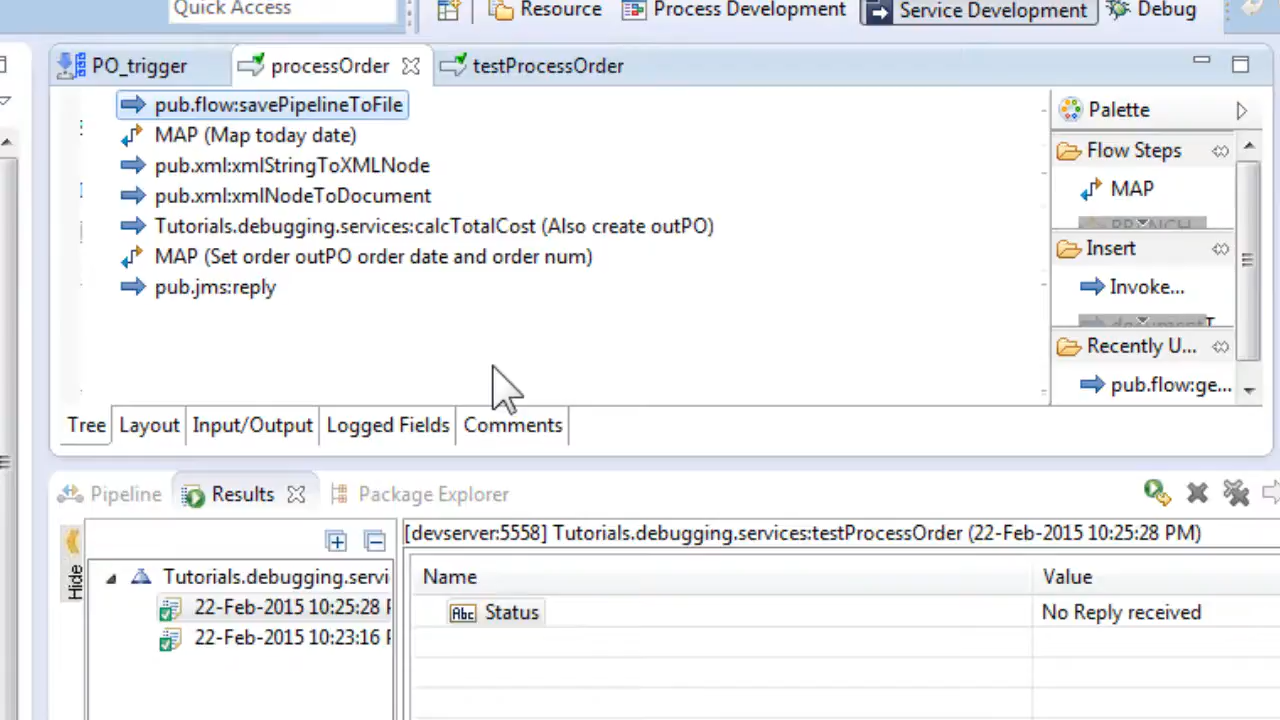 Quick Access
Resource
Process Development
Service Development
Debug
PO_trigger
processOrder
testProcessOrder
pub.flow:savePipelineToFile
MAP (Map today date)
pub.xml:xmlStringToXMLNode
pub.xml:xmlNodeToDocument
Tutorials.debugging.services:calcTotalCost (Also create outPO)
MAP (Set order outPO order date and order num)
pub.jms:reply
Palette
Flow Steps
MAP
Insert
Invoke...
Recently U...
pub.flow:ge...
Tree
Layout
Input/Output
Logged Fields
Comments
Pipeline
Results
Package Explorer
Hide
Tutorials.debugging.servi
22-Feb-2015 10:25:28
22-Feb-2015 10:23:16
[devserver:5558] Tutorials.debugging.services:testProcessOrder (22-Feb-2015 10:25:28 PM)
Name
Value
Abc
Status
No Reply received